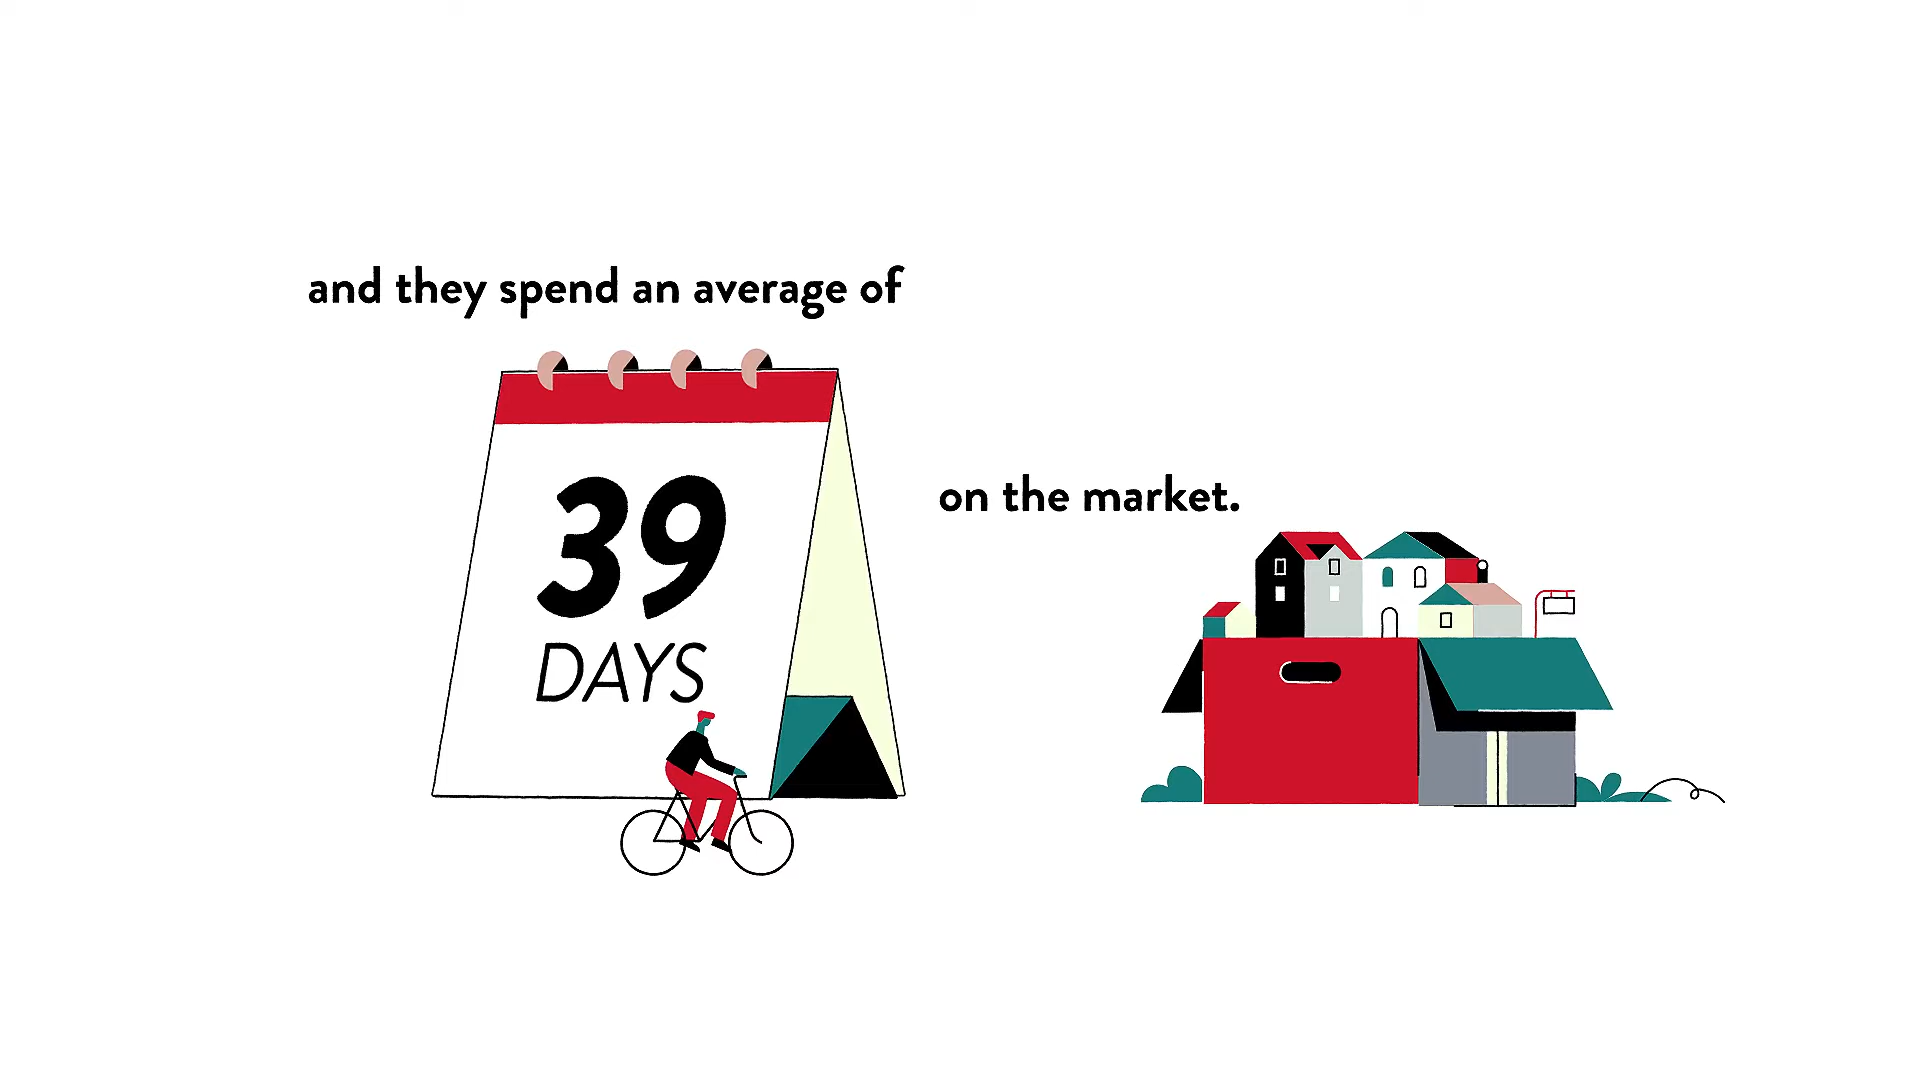 and they spend an average of
39
DAYS
on the market.